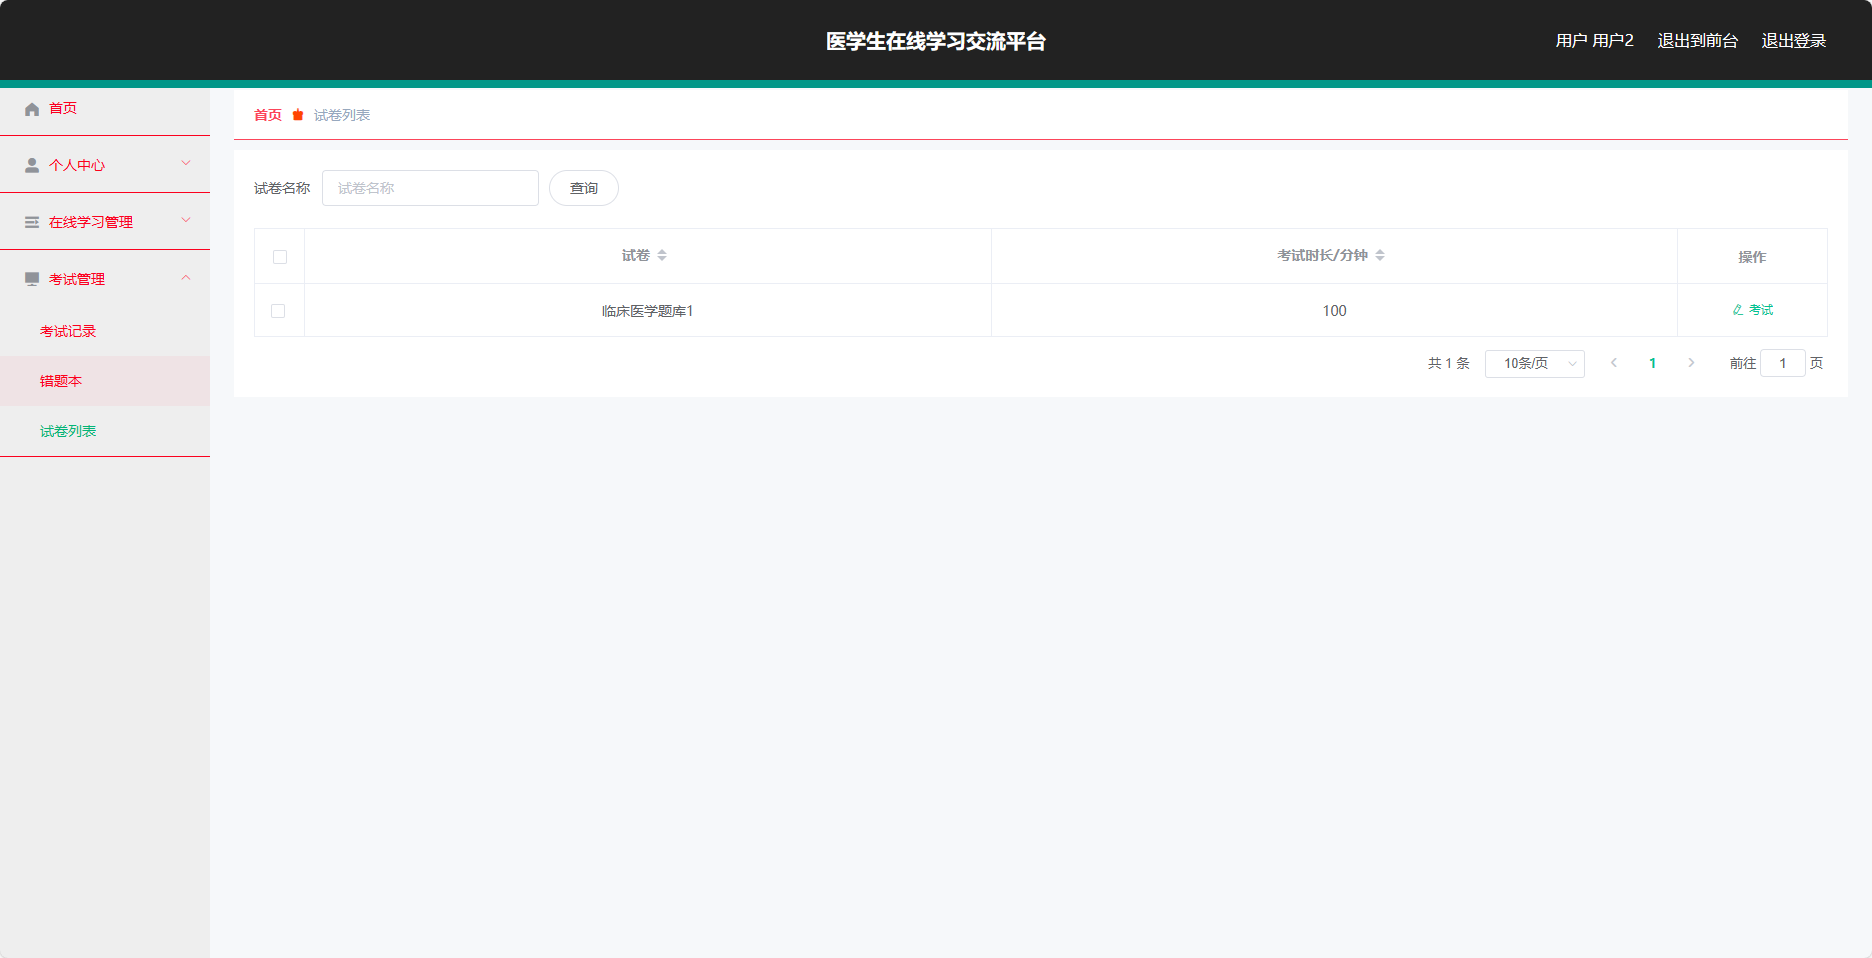 医学生在线学习交流平台
用户 用户2 退出到前台 退出登录
首页
个人中心
在线学习管理
考试管理
考试记录
错题本
试卷列表
首页 试卷列表
试卷名称 试卷名称 查询
试卷 考试时长/分钟 操作
临床医学题库1 100 考试
共 1 条 10条/页 1 前往 1 页